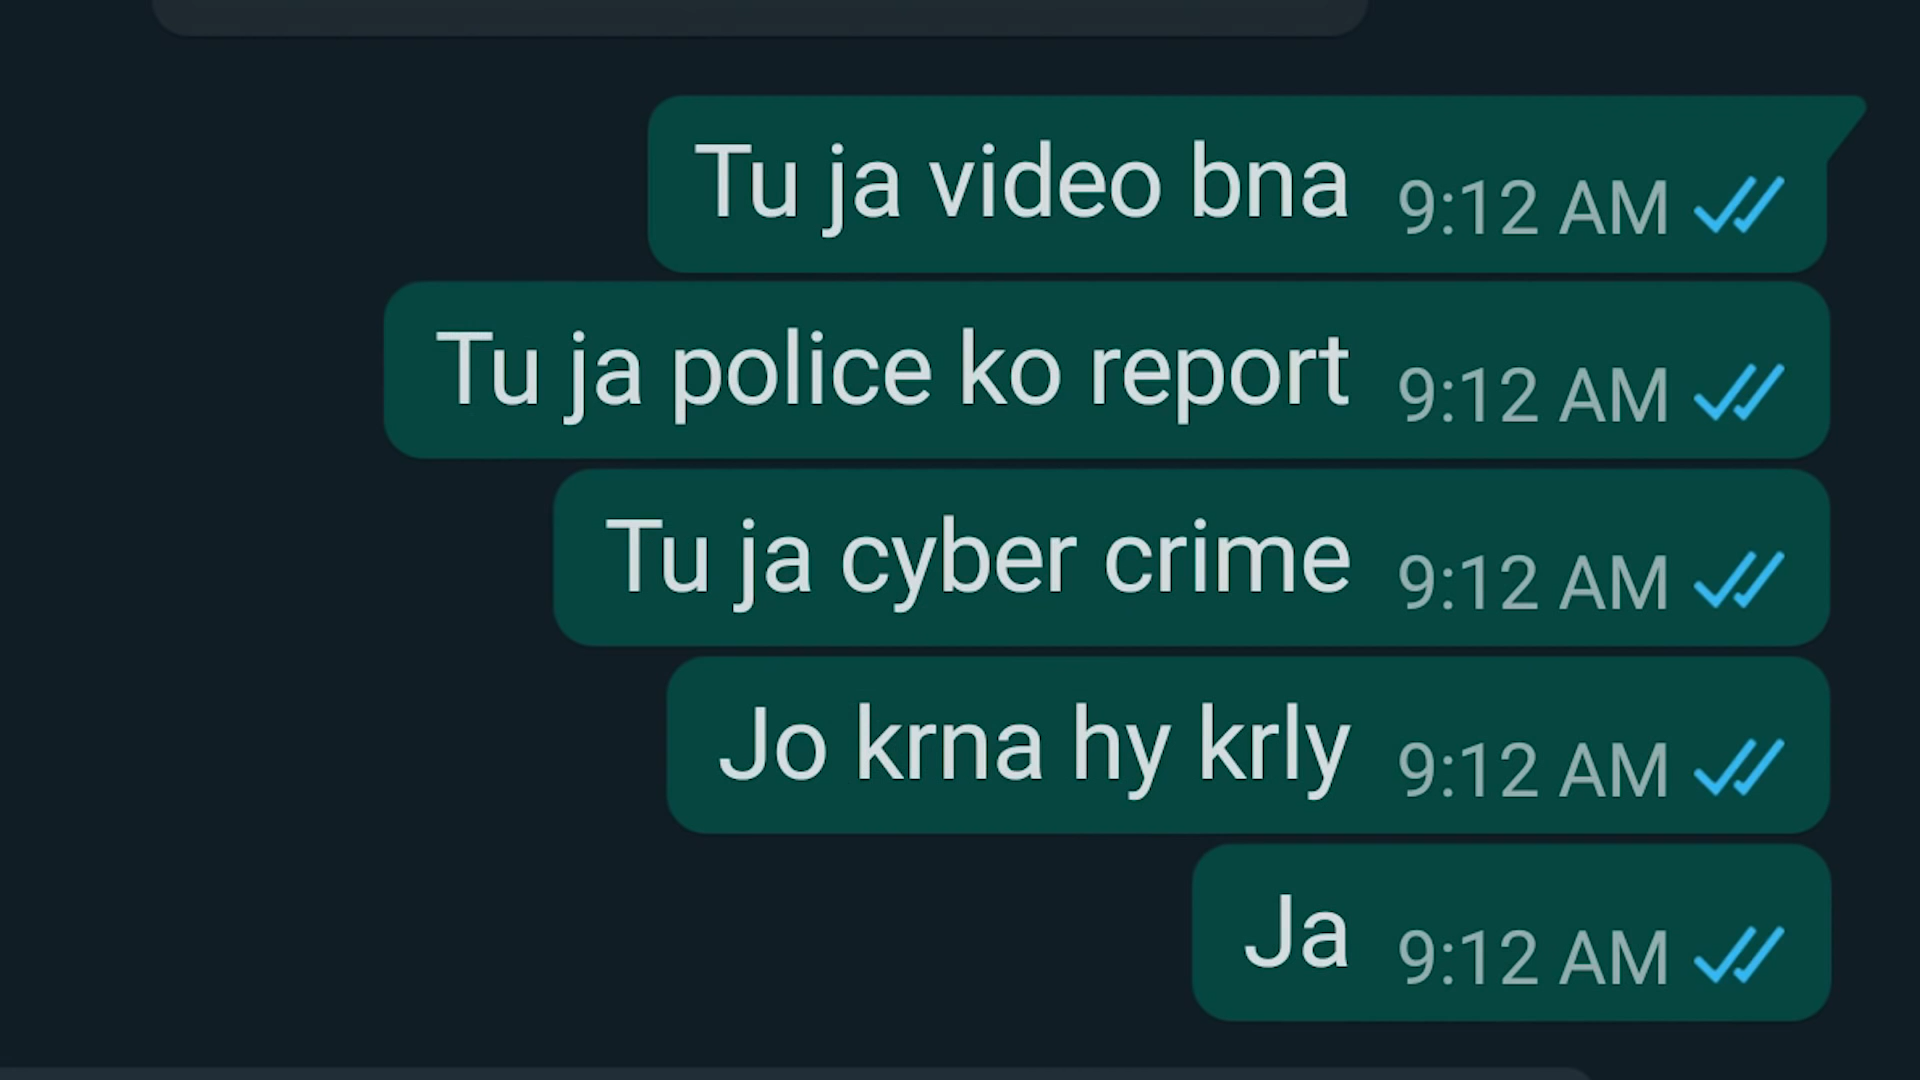 Tu ja video bna 9:12 AM
Tu ja police ko report 9:12 AM
Tu ja cyber crime 9:12 AM
Jo krna hy krly 9:12 AM
Ja 9:12 AM